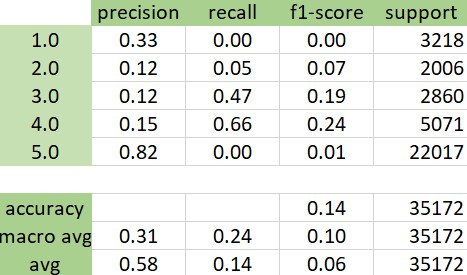 precision recall f1-score support
1.0 0.33 0.00 0.00 3218
2.0 0.12 0.05 0.07 2006
3.0 0.12 0.47 0.19 2860
4.0 0.15 0.66 0.24 5071
5.0 0.82 0.00 0.01 22017
accuracy 0.14 35172
macro avg 0.31 0.24 0.10 35172
avg 0.58 0.14 0.06 35172